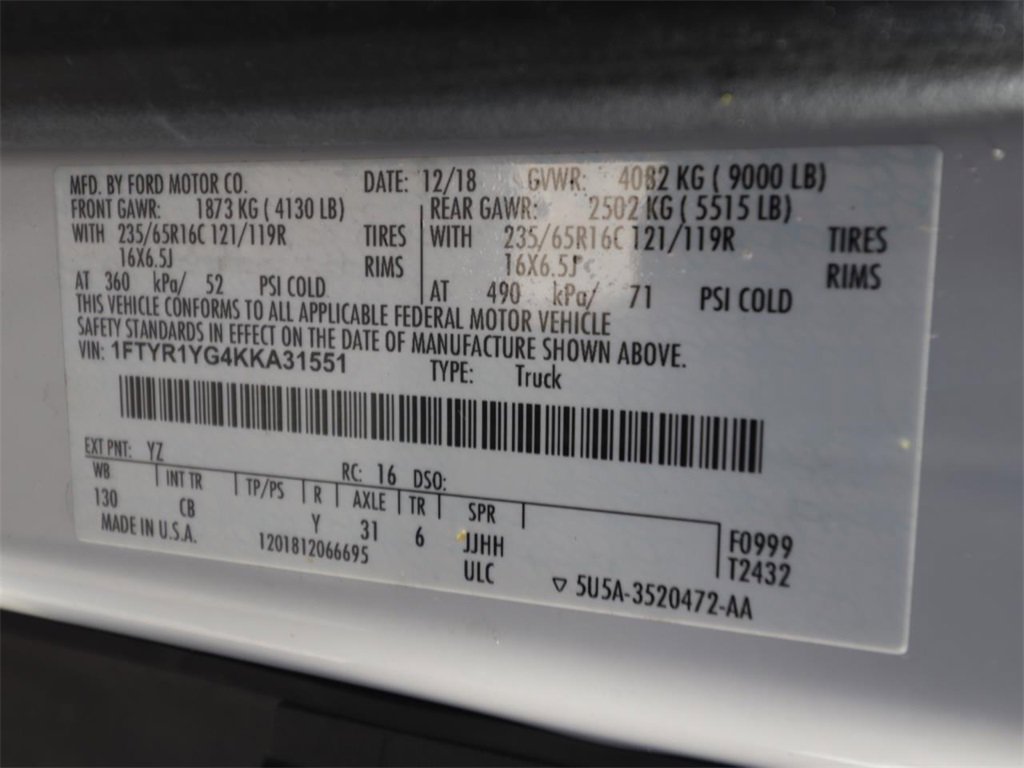 MFD. BY FORD MOTOR CO. DATE: 12/18 GVWR: 4082 KG ( 9000 LB)
FRONT GAWR: 1873 KG ( 4130 LB) REAR GAWR: 2502 KG ( 5515 LB)
WITH 235/65R16C 121/119R TIRES WITH 235/65R16C 121/119R TIRES
16X6.5J RIMS 16X6.5J RIMS
AT 360 kPa/ 52 PSI COLD AT 490 kPa/ 71 PSI COLD
THIS VEHICLE CONFORMS TO ALL APPLICABLE FEDERAL MOTOR VEHICLE
SAFETY STANDARDS IN EFFECT ON THE DATE OF MANUFACTURE SHOWN ABOVE.
VIN: 1FTYR1YG4KKA31551 TYPE: Truck
EXT PNT: YZ RC: 16 DSO:
WB INT TR TP/PS R AXLE TR SPR
130 CB Y 31 6 JJHH F0999
MADE IN U.S.A. 1201812066695 ULC T2432
▽ 5U5A-3520472-AA